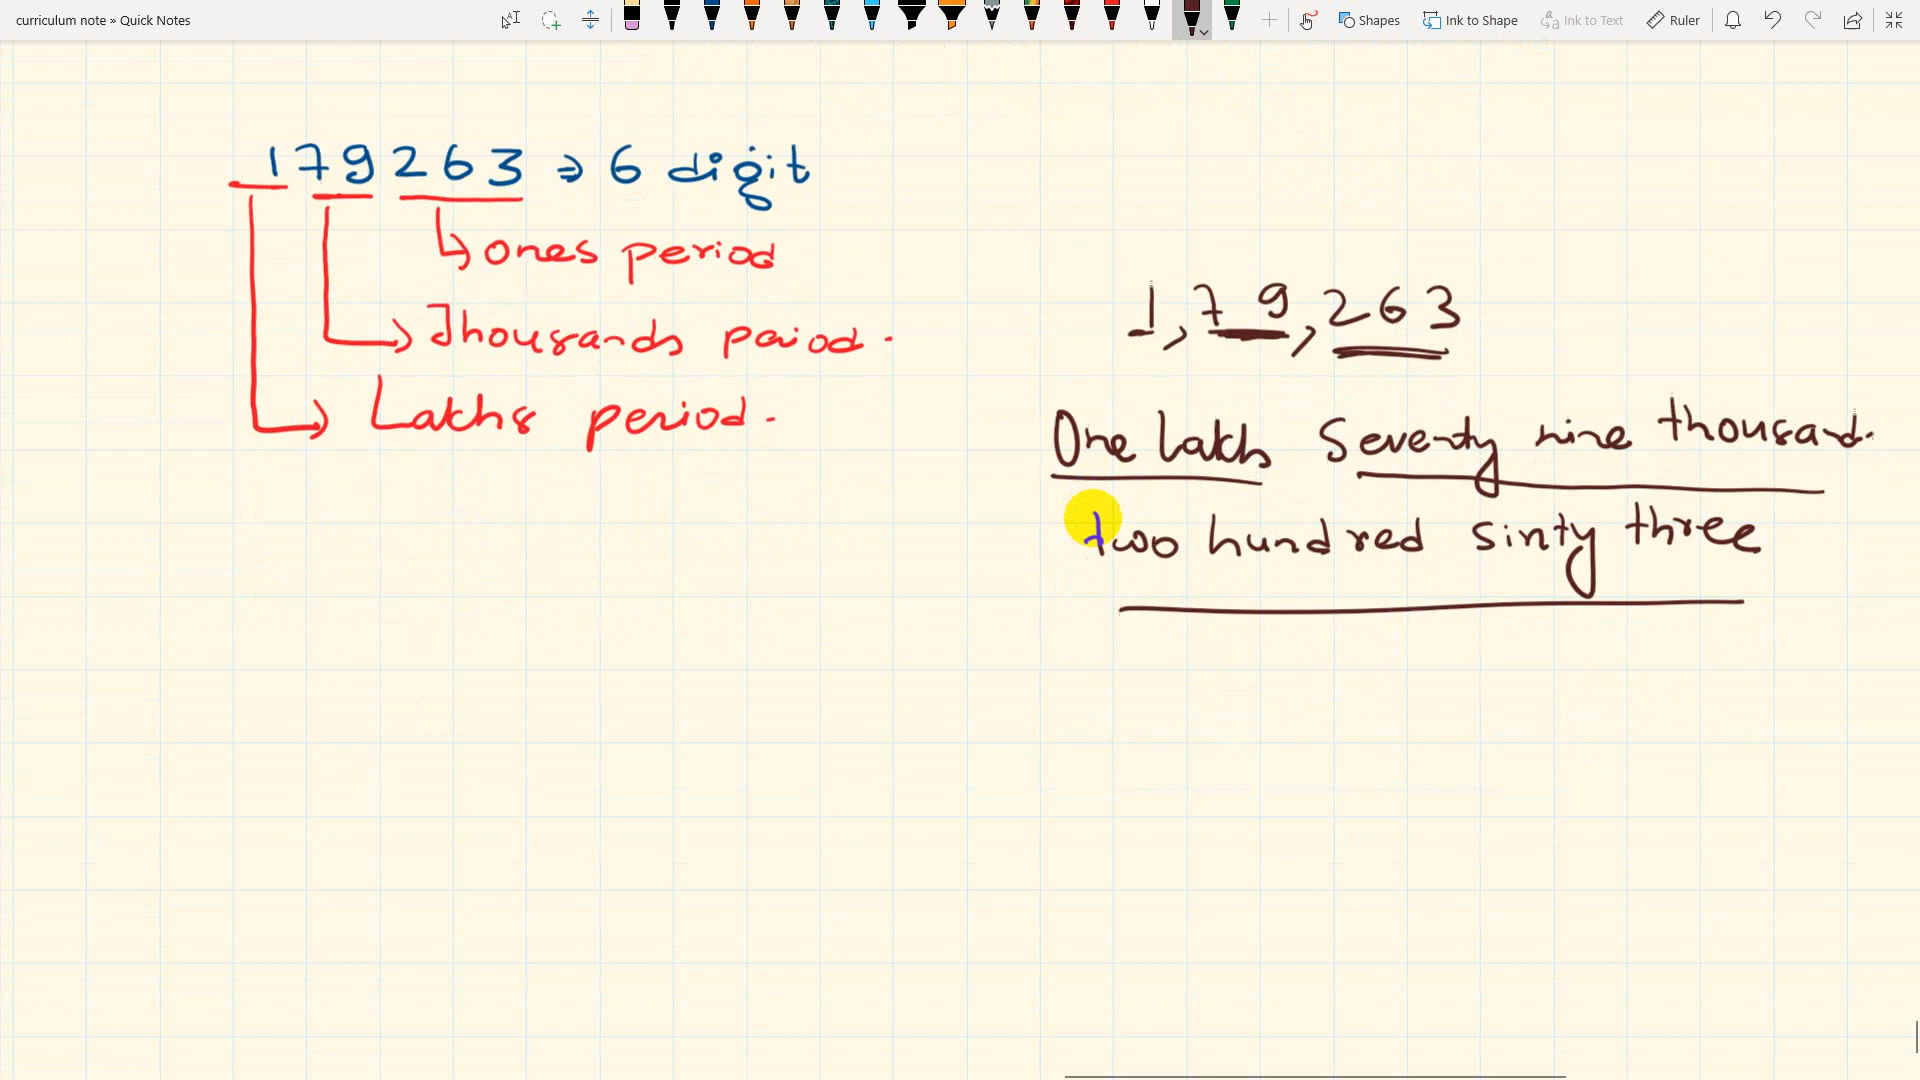 curriculum note » Quick Notes
Shapes Ink to Shape Ink to Text Ruler
179263 ⇒ 6 digit
↳ ones period
→ Thousands peiod.
→ Lakhs period.
1,79,263
One lakh Seventy nine thousand.
two hundred sinty three